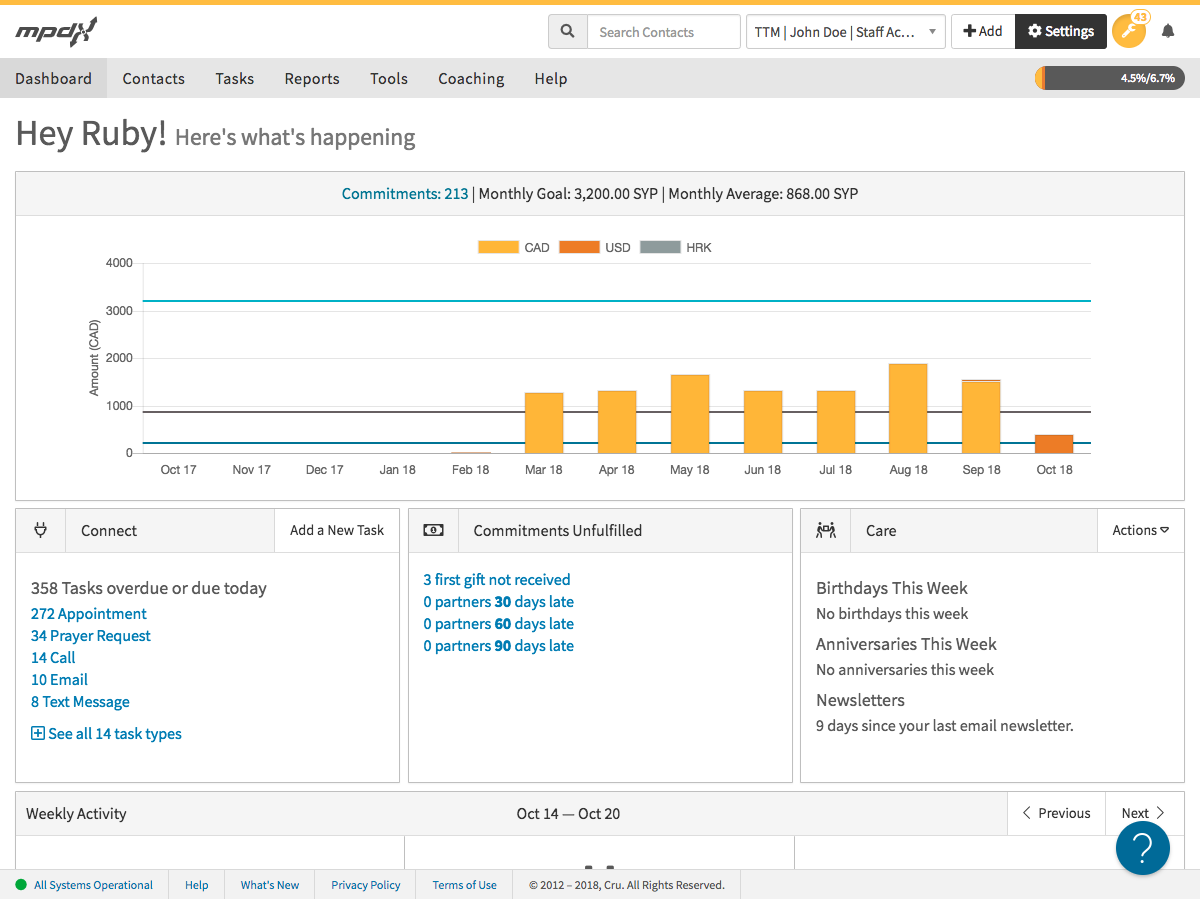 mpdx
Search Contacts
TTM | John Doe | Staff Ac...
Add
Settings
43
Dashboard
Contacts
Tasks
Reports
Tools
Coaching
Help
4.5%/6.7%
Hey Ruby! Here's what's happening
Commitments: 213 | Monthly Goal: 3,200.00 SYP | Monthly Average: 868.00 SYP
CAD
USD
HRK
Amount (CAD)
4000
3000
2000
1000
0
Oct 17
Nov 17
Dec 17
Jan 18
Feb 18
Mar 18
Apr 18
May 18
Jun 18
Jul 18
Aug 18
Sep 18
Oct 18
Connect
Add a New Task
358 Tasks overdue or due today
272 Appointment
34 Prayer Request
14 Call
10 Email
8 Text Message
See all 14 task types
Commitments Unfulfilled
3 first gift not received
0 partners 30 days late
0 partners 60 days late
0 partners 90 days late
Care
Actions
Birthdays This Week
No birthdays this week
Anniversaries This Week
No anniversaries this week
Newsletters
9 days since your last email newsletter.
Weekly Activity
Oct 14 — Oct 20
Previous
Next
?
All Systems Operational
Help
What's New
Privacy Policy
Terms of Use
© 2012 – 2018, Cru. All Rights Reserved.